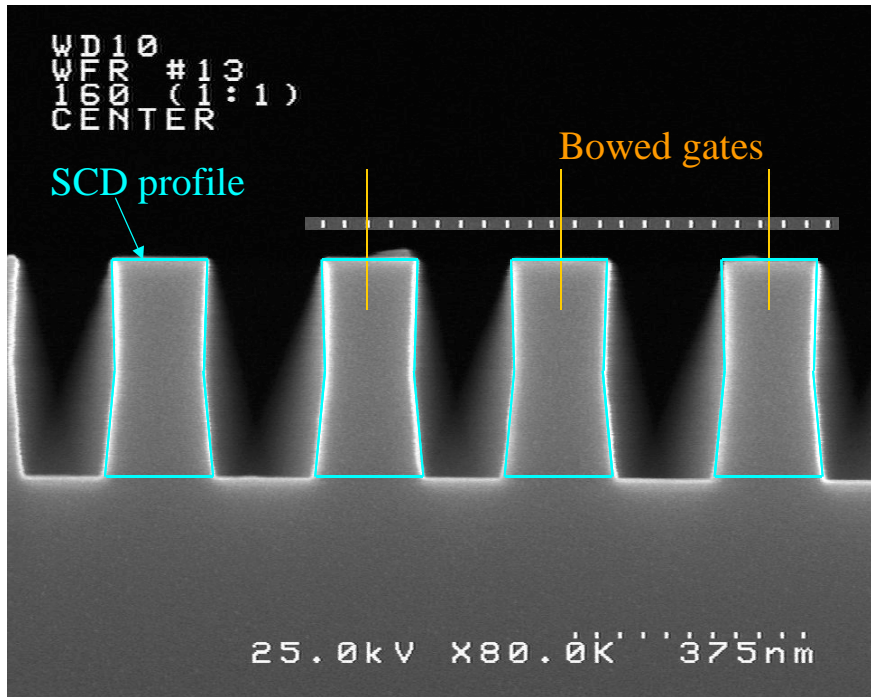 WD10
WFR #13
160 (1:1)
CENTER
Bowed gates
SCD profile
25.0kV X80.0K 375nm